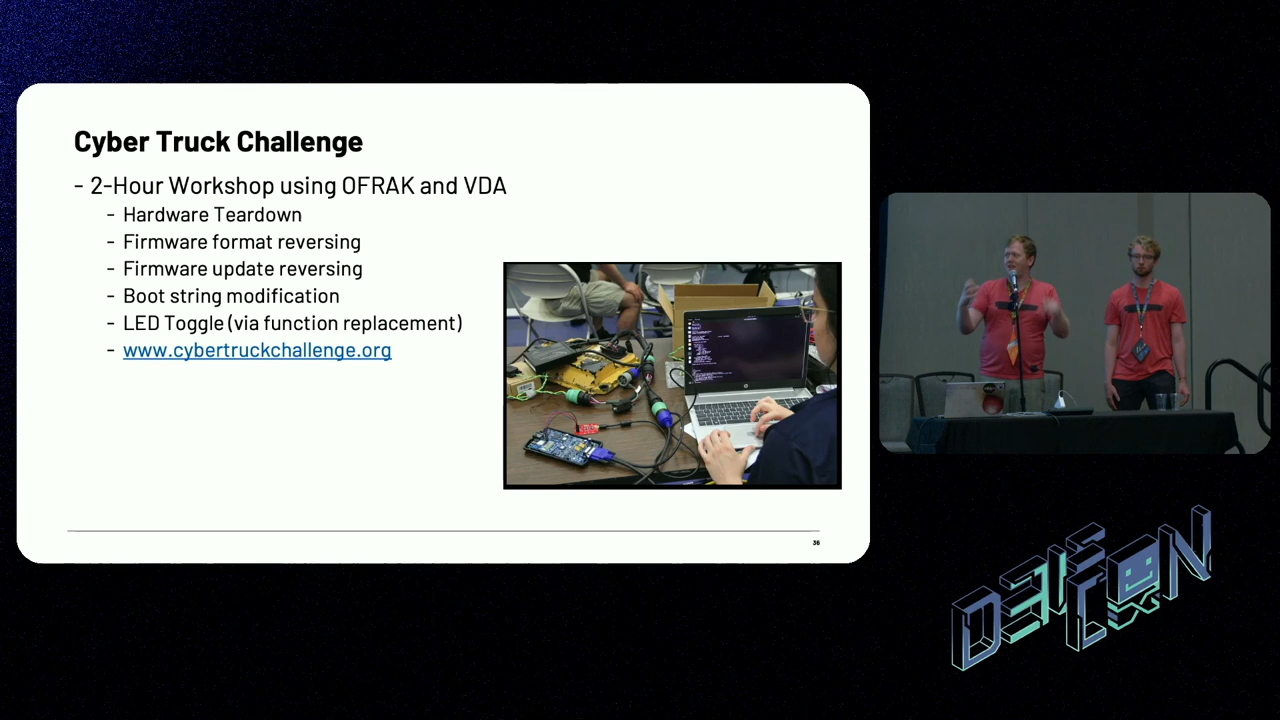 Cyber Truck Challenge
- 2-Hour Workshop using OFRAK and VDA
- Hardware Teardown
- Firmware format reversing
- Firmware update reversing
- Boot string modification
- LED Toggle (via function replacement)
- www.cybertruckchallenge.org
36
DEF
CON